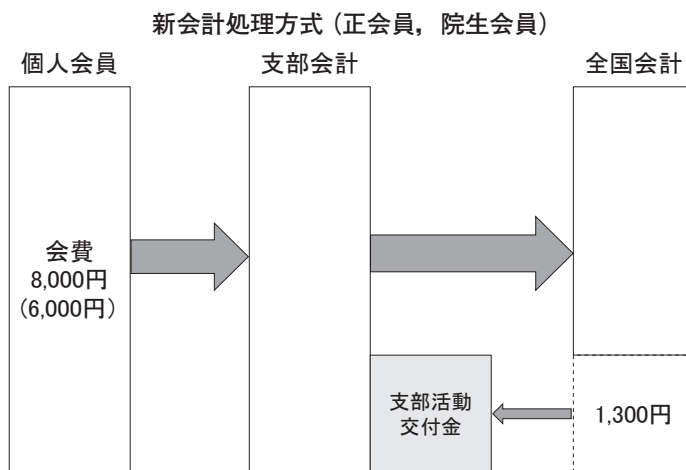 新会計処理方式（正会員，院生会員）
個人会員
支部会計
全国会計
会費
8,000円
（6,000円）
支部活動
交付金
1,300円